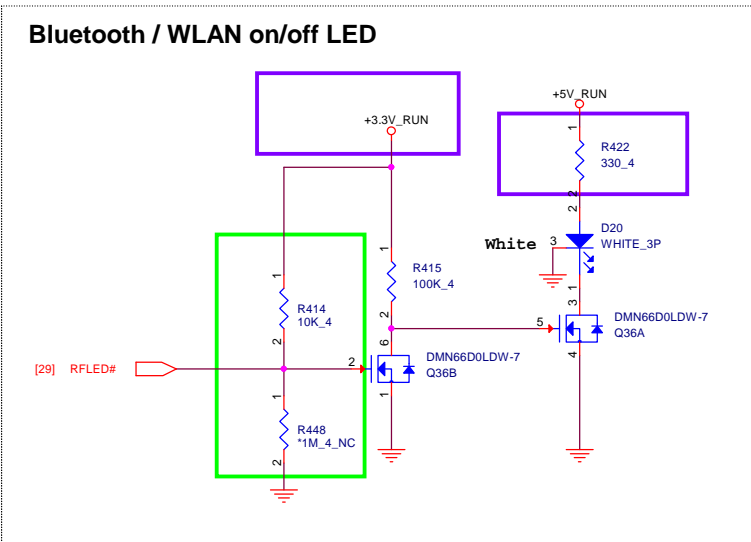 Bluetooth / WLAN on/off LED
+3.3V_RUN
+5V_RUN
1
R422
330_4
2
2
D20
WHITE_3P
White 3
1
R415
100K_4
2
1
R414
10K_4
2
1
3
DMN66D0LDW-7
Q36A
5
4
6
DMN66D0LDW-7
Q36B
2
1
[29] RFLED#
1
R448
*1M_4_NC
2